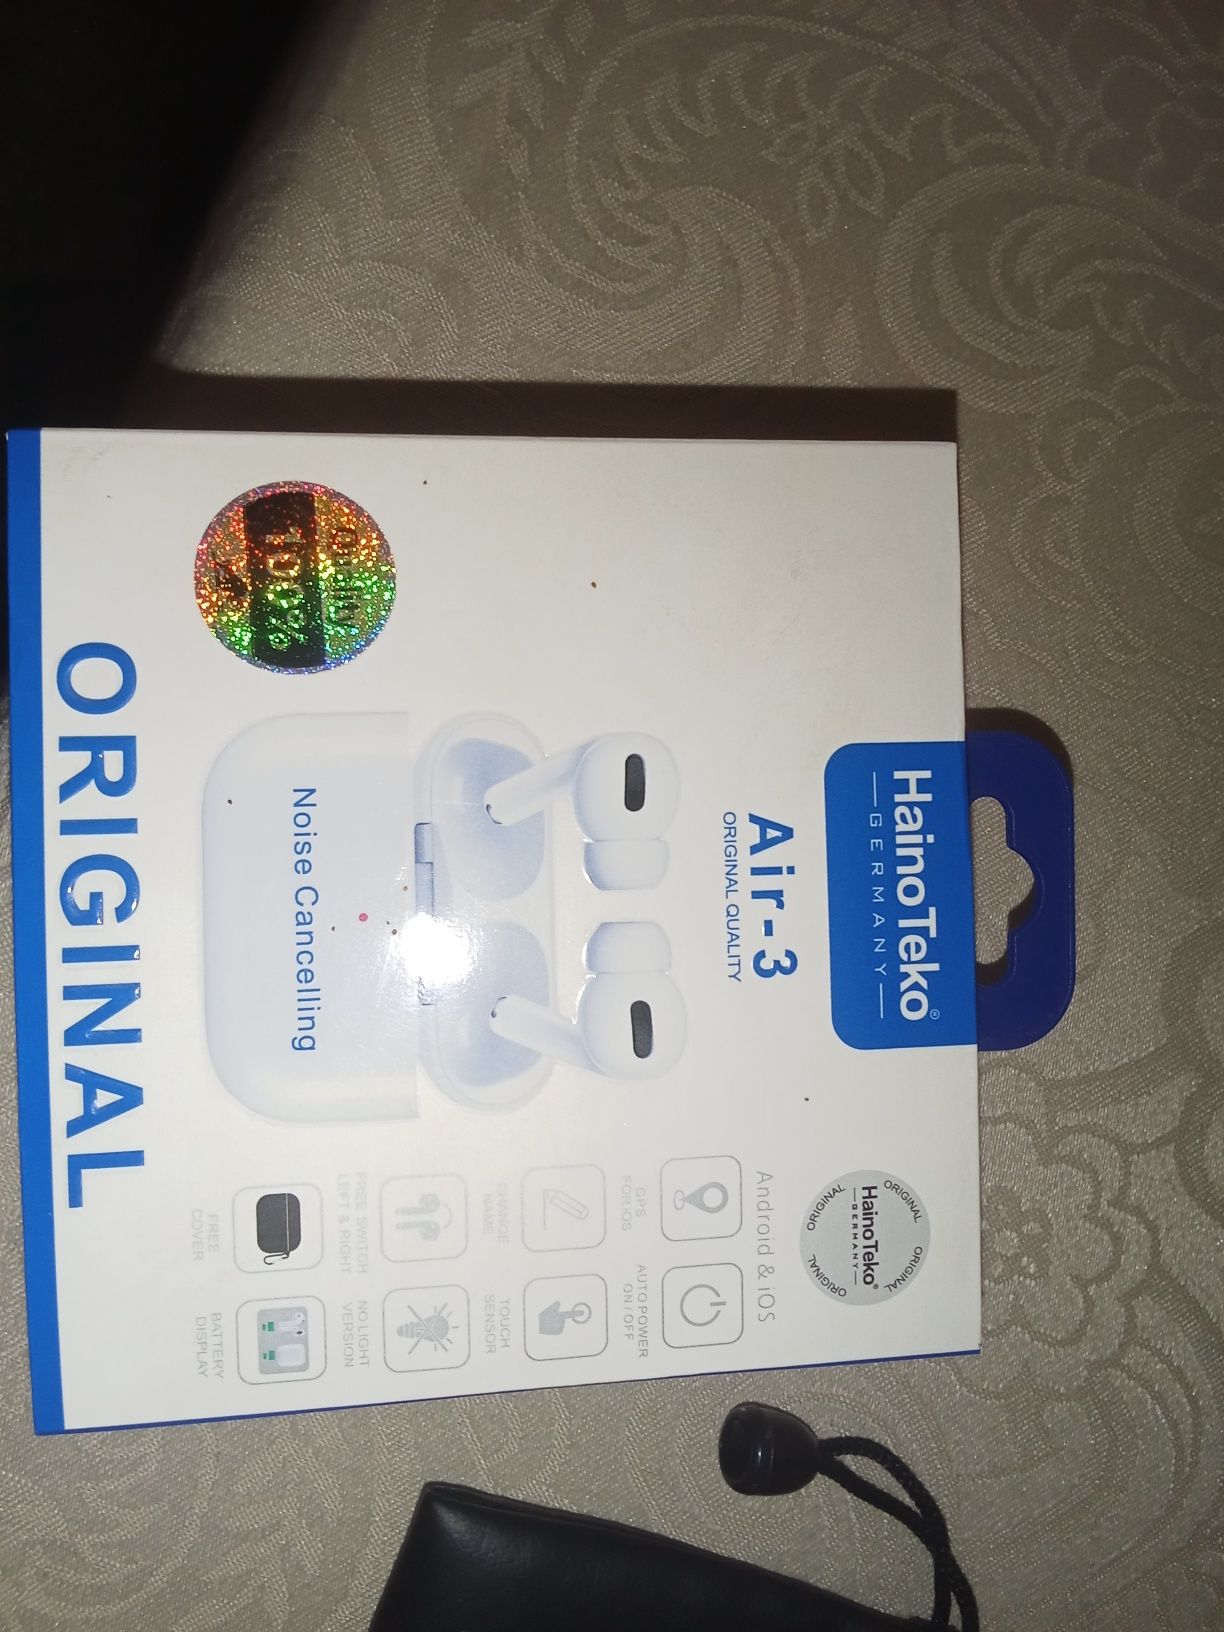 HainoTeko®
GERMANY
Air-3
ORIGINAL QUALITY
ORIGINAL
ORIGINAL
HainoTeko®
GERMANY
ORIGINAL
ORIGINAL
Android & iOS
GPS
FOR IOS
AUTO POWER
ON / OFF
CHANGE
NAME
TOUCH
SENSOR
FREE SWITCH
LEFT & RIGHT
NO LIGHT
VERSION
FREE
COVER
BATTERY
DISPLAY
Noise Cancelling
Quality
100%
ORIGINAL